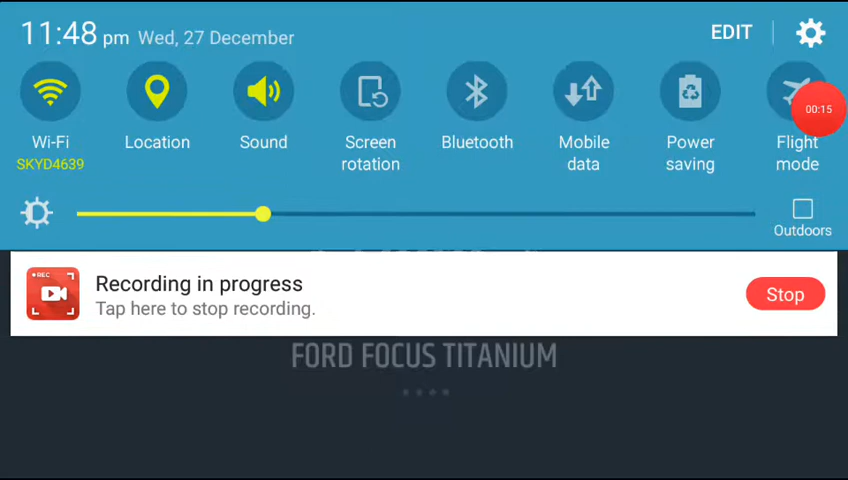 11:48 pm Wed, 27 December EDIT
00:15
Wi-Fi Location Sound Screen rotation Bluetooth Mobile data Power saving Flight mode
SKYD4639
Outdoors
REC
Recording in progress
Tap here to stop recording.
Stop
FORD FOCUS TITANIUM